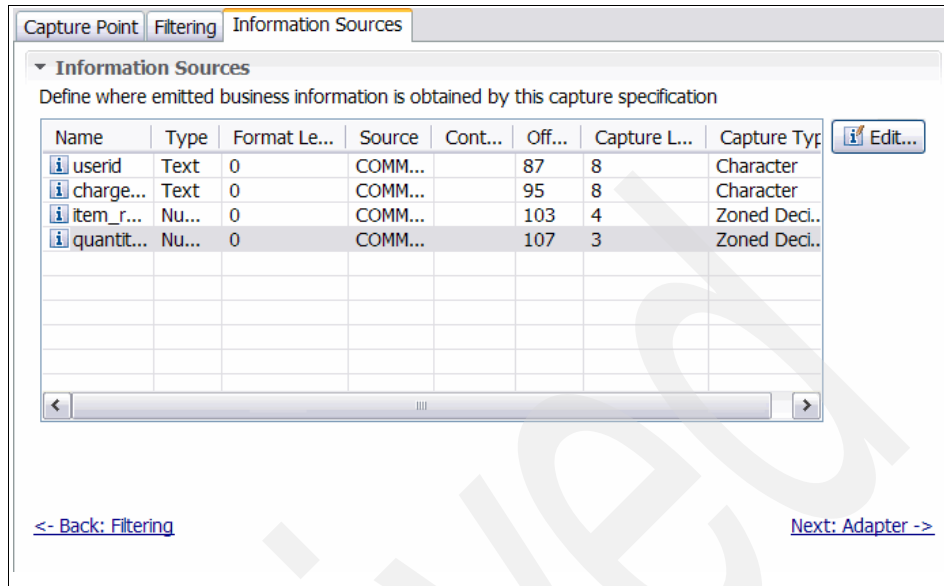 Capture Point Filtering Information Sources
Information Sources
Define where emitted business information is obtained by this capture specification
Name Type Format Le... Source Cont... Off... Capture L... Capture Typ
userid Text 0 COMM... 87 8 Character
charge... Text 0 COMM... 95 8 Character
item_r... Nu... 0 COMM... 103 4 Zoned Deci..
quantit... Nu... 0 COMM... 107 3 Zoned Deci..
Edit...
<- Back: Filtering Next: Adapter ->